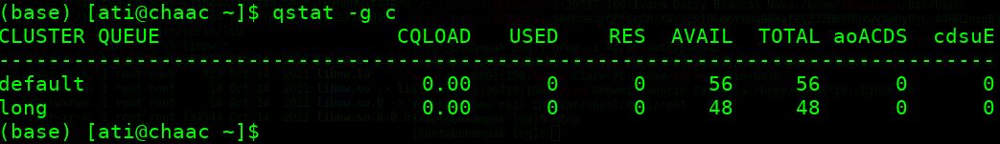 (base) [ati@chaac ~]$ qstat -g c
CLUSTER QUEUE CQLOAD USED RES AVAIL TOTAL aoACDS cdsuE
--------------------------------------------------------------------------------
default 0.00 0 0 56 56 0 0
long 0.00 0 0 48 48 0 0
(base) [ati@chaac ~]$